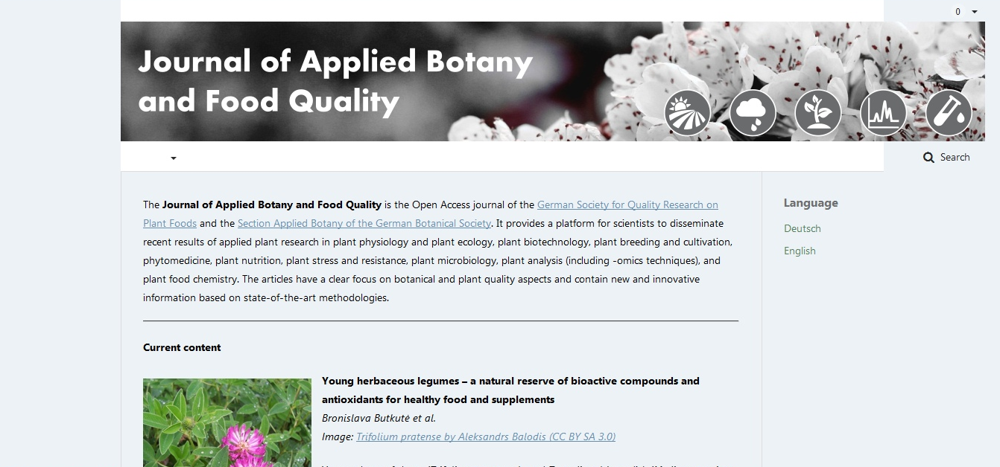 0
Journal of Applied Botany
and Food Quality
Search
The Journal of Applied Botany and Food Quality is the Open Access journal of the German Society for Quality Research on
Plant Foods and the Section Applied Botany of the German Botanical Society. It provides a platform for scientists to disseminate
recent results of applied plant research in plant physiology and plant ecology, plant biotechnology, plant breeding and cultivation,
phytomedicine, plant nutrition, plant stress and resistance, plant microbiology, plant analysis (including -omics techniques), and
plant food chemistry. The articles have a clear focus on botanical and plant quality aspects and contain new and innovative
information based on state-of-the-art methodologies.
Current content
Young herbaceous legumes – a natural reserve of bioactive compounds and
antioxidants for healthy food and supplements
Bronislava Butkutė et al.
Image: Trifolium pratense by Aleksandrs Balodis (CC BY SA 3.0)
Language
Deutsch
English